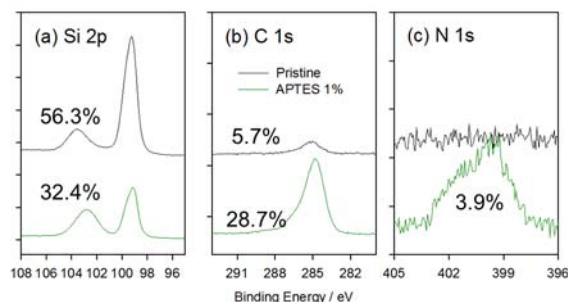 (a) Si 2p
56.3%
32.4%
108 106 104 102 100 98 96
(b) C 1s
Pristine
APTES 1%
5.7%
28.7%
291 288 285 282
(c) N 1s
3.9%
405 402 399 396
Binding Energy / eV